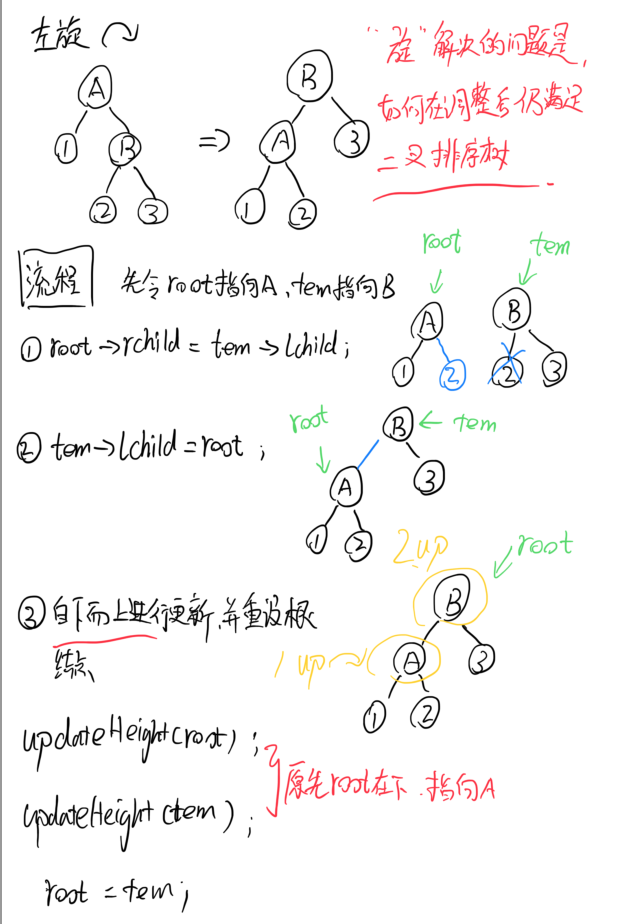 左旋
"旋"解决的问题是,
如何在调整后仍满足
二叉排序树
A
1
B
2
3
=>
B
A
3
1
2
流程
先令root指向A、tem指向B
root
tem
① root→rchild = tem→lchild;
A
1
2
B
2
3
② tem→lchild=root;
root
B
← tem
A
3
1
2
③ 自下而上进行更新,并重设根
结点
2 up
root
B
1 up
A
3
1
2
updateHeight(root);
updateHeight(tem);
原先root在下.指向A
root = tem;